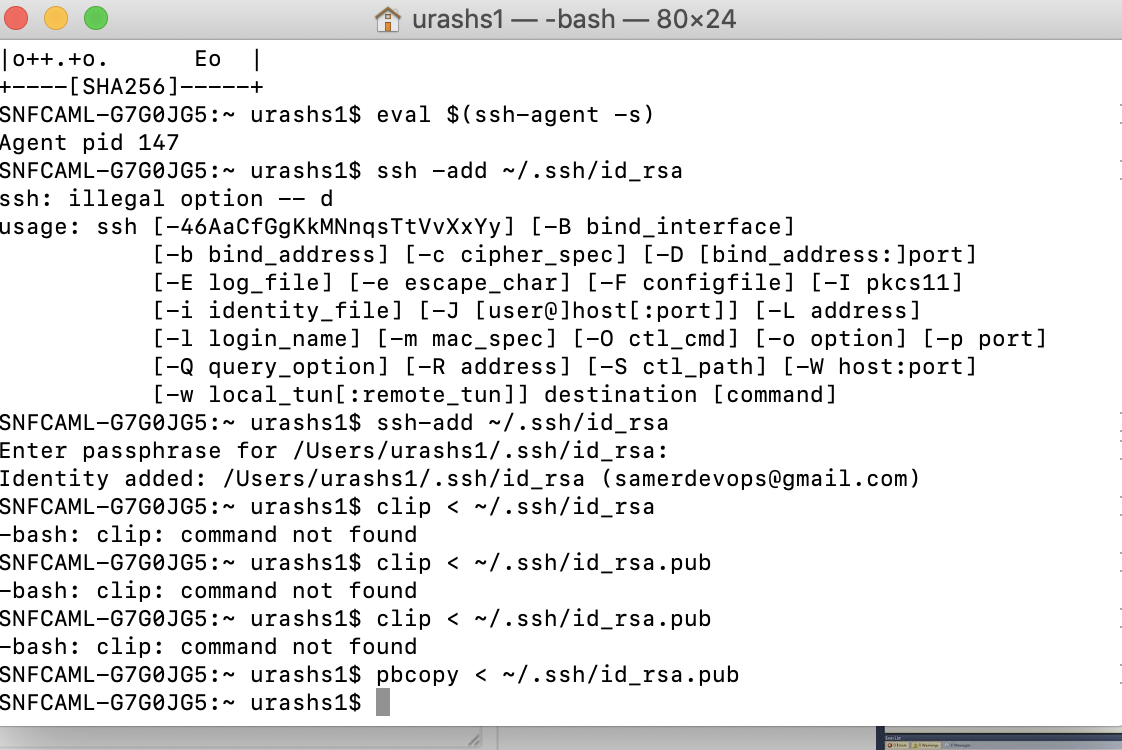 urashs1 — -bash — 80×24
|o++.+o.      Eo  |
+----[SHA256]-----+
SNFCAML-G7G0JG5:~ urashs1$ eval $(ssh-agent -s)
Agent pid 147
SNFCAML-G7G0JG5:~ urashs1$ ssh -add ~/.ssh/id_rsa
ssh: illegal option -- d
usage: ssh [-46AaCfGgKkMNnqsTtVvXxYy] [-B bind_interface]
           [-b bind_address] [-c cipher_spec] [-D [bind_address:]port]
           [-E log_file] [-e escape_char] [-F configfile] [-I pkcs11]
           [-i identity_file] [-J [user@]host[:port]] [-L address]
           [-l login_name] [-m mac_spec] [-O ctl_cmd] [-o option] [-p port]
           [-Q query_option] [-R address] [-S ctl_path] [-W host:port]
           [-w local_tun[:remote_tun]] destination [command]
SNFCAML-G7G0JG5:~ urashs1$ ssh-add ~/.ssh/id_rsa
Enter passphrase for /Users/urashs1/.ssh/id_rsa:
Identity added: /Users/urashs1/.ssh/id_rsa (samerdevops@gmail.com)
SNFCAML-G7G0JG5:~ urashs1$ clip < ~/.ssh/id_rsa
-bash: clip: command not found
SNFCAML-G7G0JG5:~ urashs1$ clip < ~/.ssh/id_rsa.pub
-bash: clip: command not found
SNFCAML-G7G0JG5:~ urashs1$ clip < ~/.ssh/id_rsa.pub
-bash: clip: command not found
SNFCAML-G7G0JG5:~ urashs1$ pbcopy < ~/.ssh/id_rsa.pub
SNFCAML-G7G0JG5:~ urashs1$